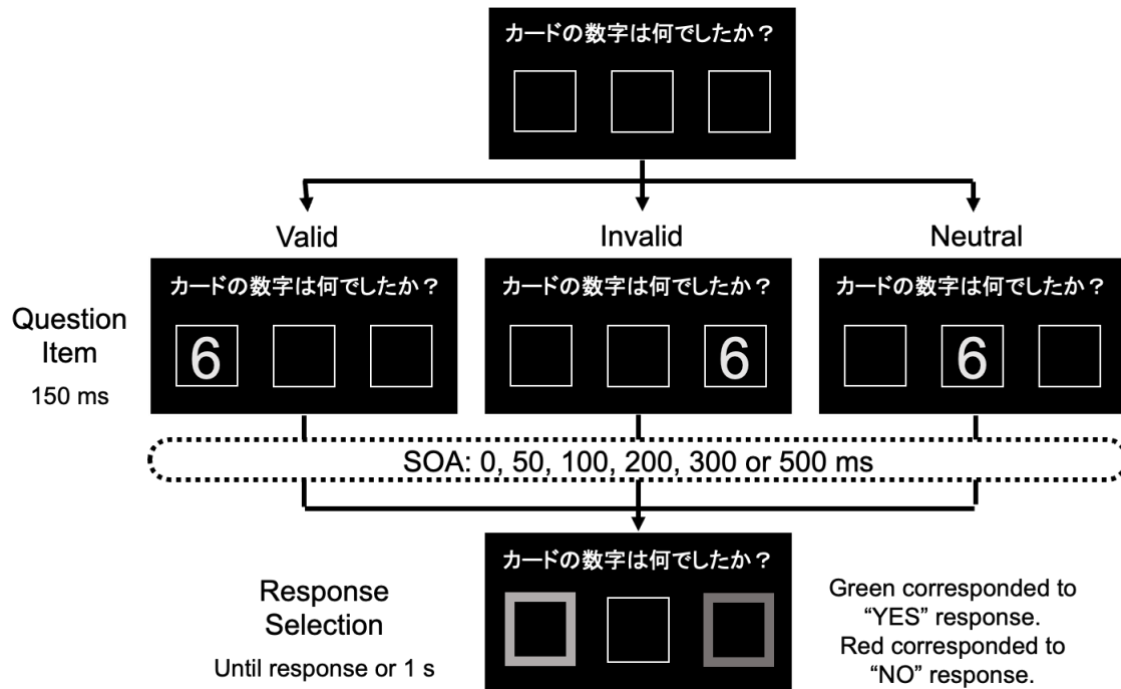 カードの数字は何でしたか？
Valid
Invalid
Neutral
Question
Item
150 ms
カードの数字は何でしたか？
6
カードの数字は何でしたか？
6
カードの数字は何でしたか？
6
SOA: 0, 50, 100, 200, 300 or 500 ms
Response
Selection
Until response or 1 s
カードの数字は何でしたか？
Green corresponded to
“YES” response.
Red corresponded to
“NO” response.